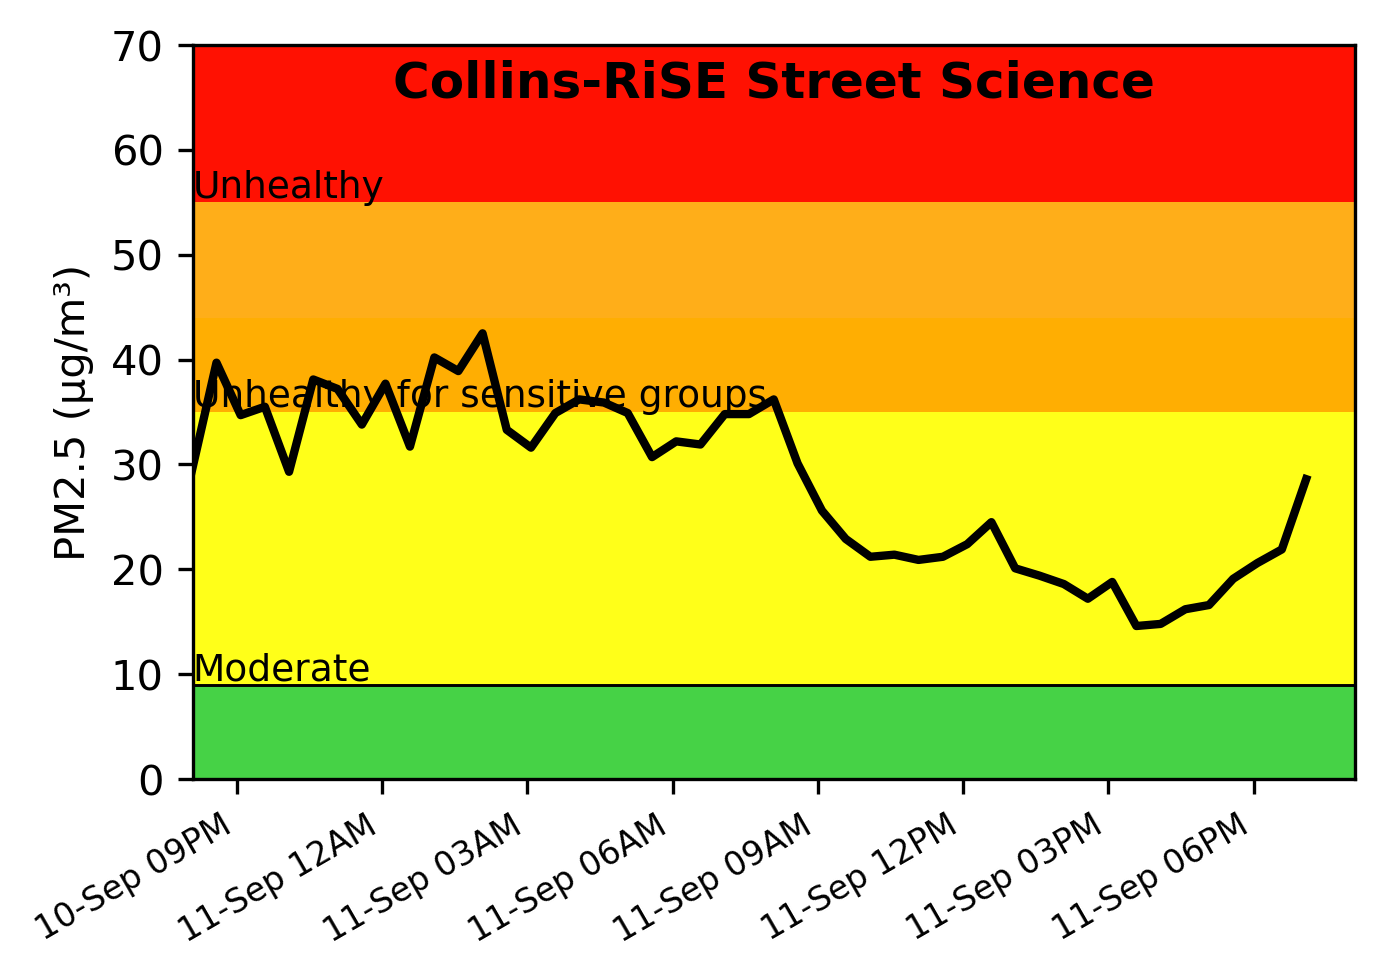 Collins-RiSE Street Science
70
60
Unhealthy
50
40
Unhealthy for sensitive groups
30
20
Moderate
10
0
PM2.5 (μg/m³)
10-Sep 09PM
11-Sep 12AM
11-Sep 03AM
11-Sep 06AM
11-Sep 09AM
11-Sep 12PM
11-Sep 03PM
11-Sep 06PM